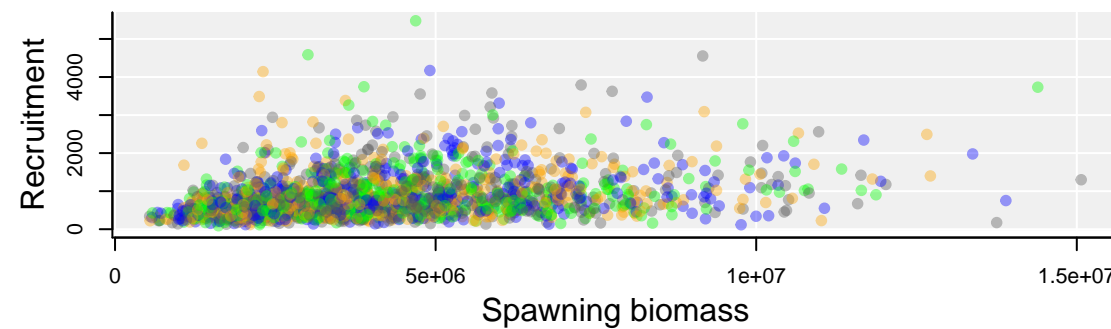 Recruitment
4000
2000
0
0 5e+06 1e+07 1.5e+07
Spawning biomass